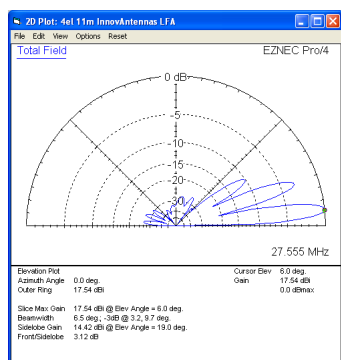 2D Plot: 4el 11m InnovAntennas LFA
File Edit View Options Reset
Total Field
EZNEC Pro/4
0 dB
-5
-10
-15
-20
-30
27.555 MHz
Elevation Plot
Cursor Elev 6.0 deg.
Azimuth Angle 0.0 deg.
Gain 17.54 dBi
Outer Ring 17.54 dBi
0.0 dBmax
Slice Max Gain 17.54 dBi @ Elev Angle = 6.0 deg.
Beamwidth 6.5 deg.; -3dB @ 3.2, 9.7 deg.
Sidelobe Gain 14.42 dBi @ Elev Angle = 19.0 deg.
Front/Sidelobe 3.12 dB